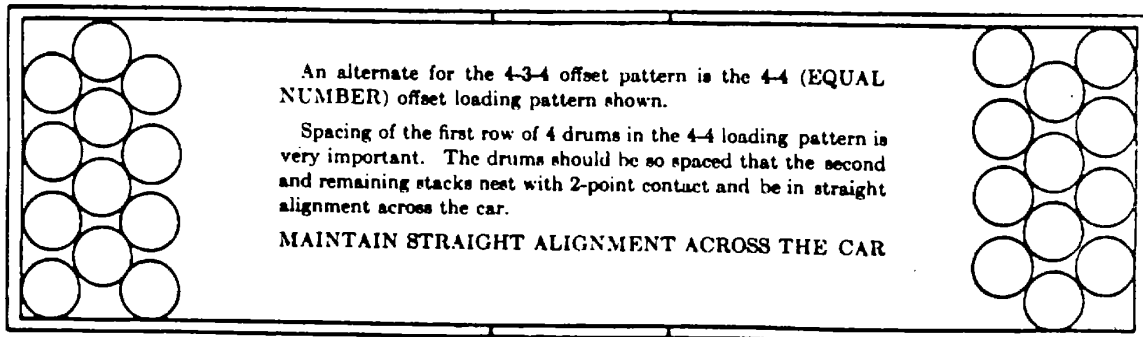 An alternate for the 4-3-4 offset pattern is the 4-4 (EQUAL
NUMBER) offset loading pattern shown.
Spacing of the first row of 4 drums in the 4-4 loading pattern is
very important. The drums should be so spaced that the second
and remaining stacks nest with 2-point contact and be in straight
alignment across the car.
MAINTAIN STRAIGHT ALIGNMENT ACROSS THE CAR